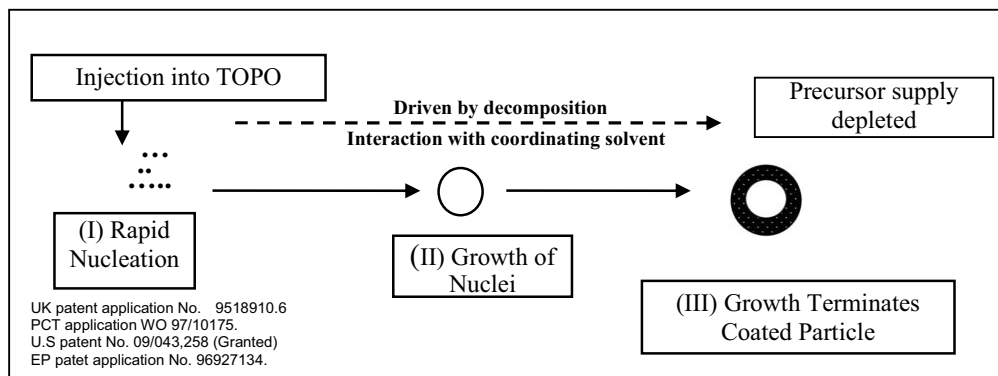 Injection into TOPO
Driven by decomposition
Interaction with coordinating solvent
Precursor supply
depleted
(I) Rapid
Nucleation
(II) Growth of
Nuclei
(III) Growth Terminates
Coated Particle
UK patent application No. 9518910.6
PCT application WO 97/10175.
U.S patent No. 09/043,258 (Granted)
EP patet application No. 96927134.